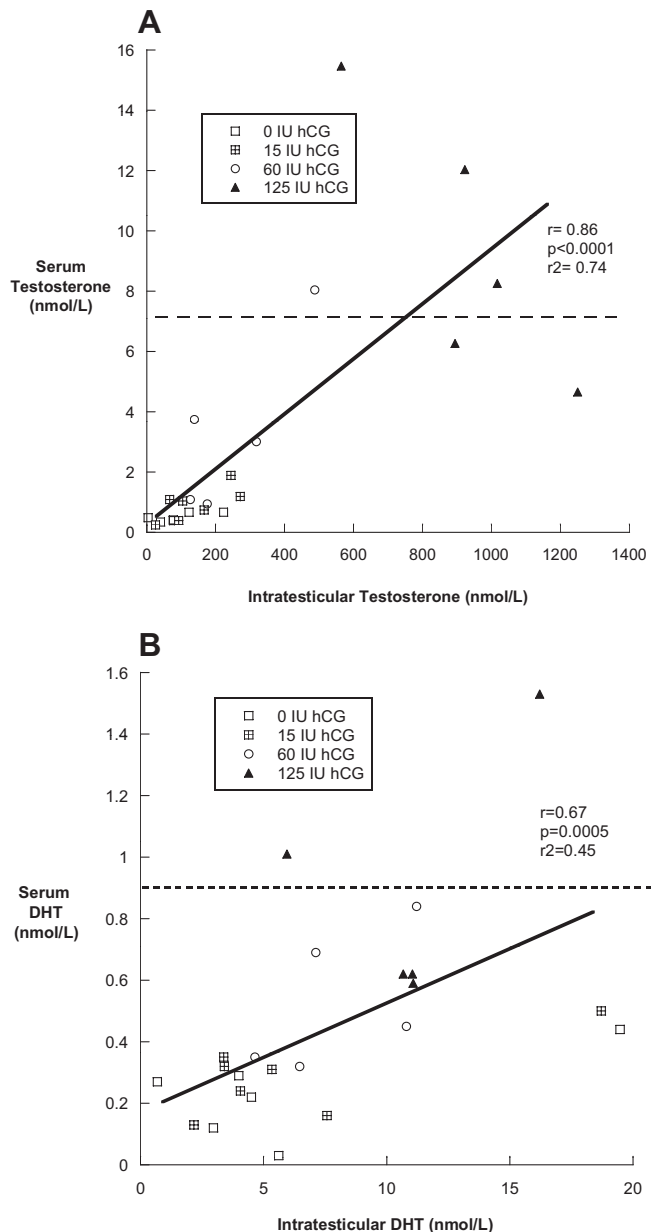 A
16
14
12
10
8
6
4
2
0
Serum
Testosterone
(nmol/L)
0 IU hCG
15 IU hCG
60 IU hCG
125 IU hCG
r= 0.86
p<0.0001
r2= 0.74
0 200 400 600 800 1000 1200 1400
Intratesticular Testosterone (nmol/L)
B
1.6
1.4
1.2
1
0.8
0.6
0.4
0.2
0
Serum
DHT
(nmol/L)
0 IU hCG
15 IU hCG
60 IU hCG
125 IU hCG
r=0.67
p=0.0005
r2=0.45
0 5 10 15 20
Intratesticular DHT (nmol/L)